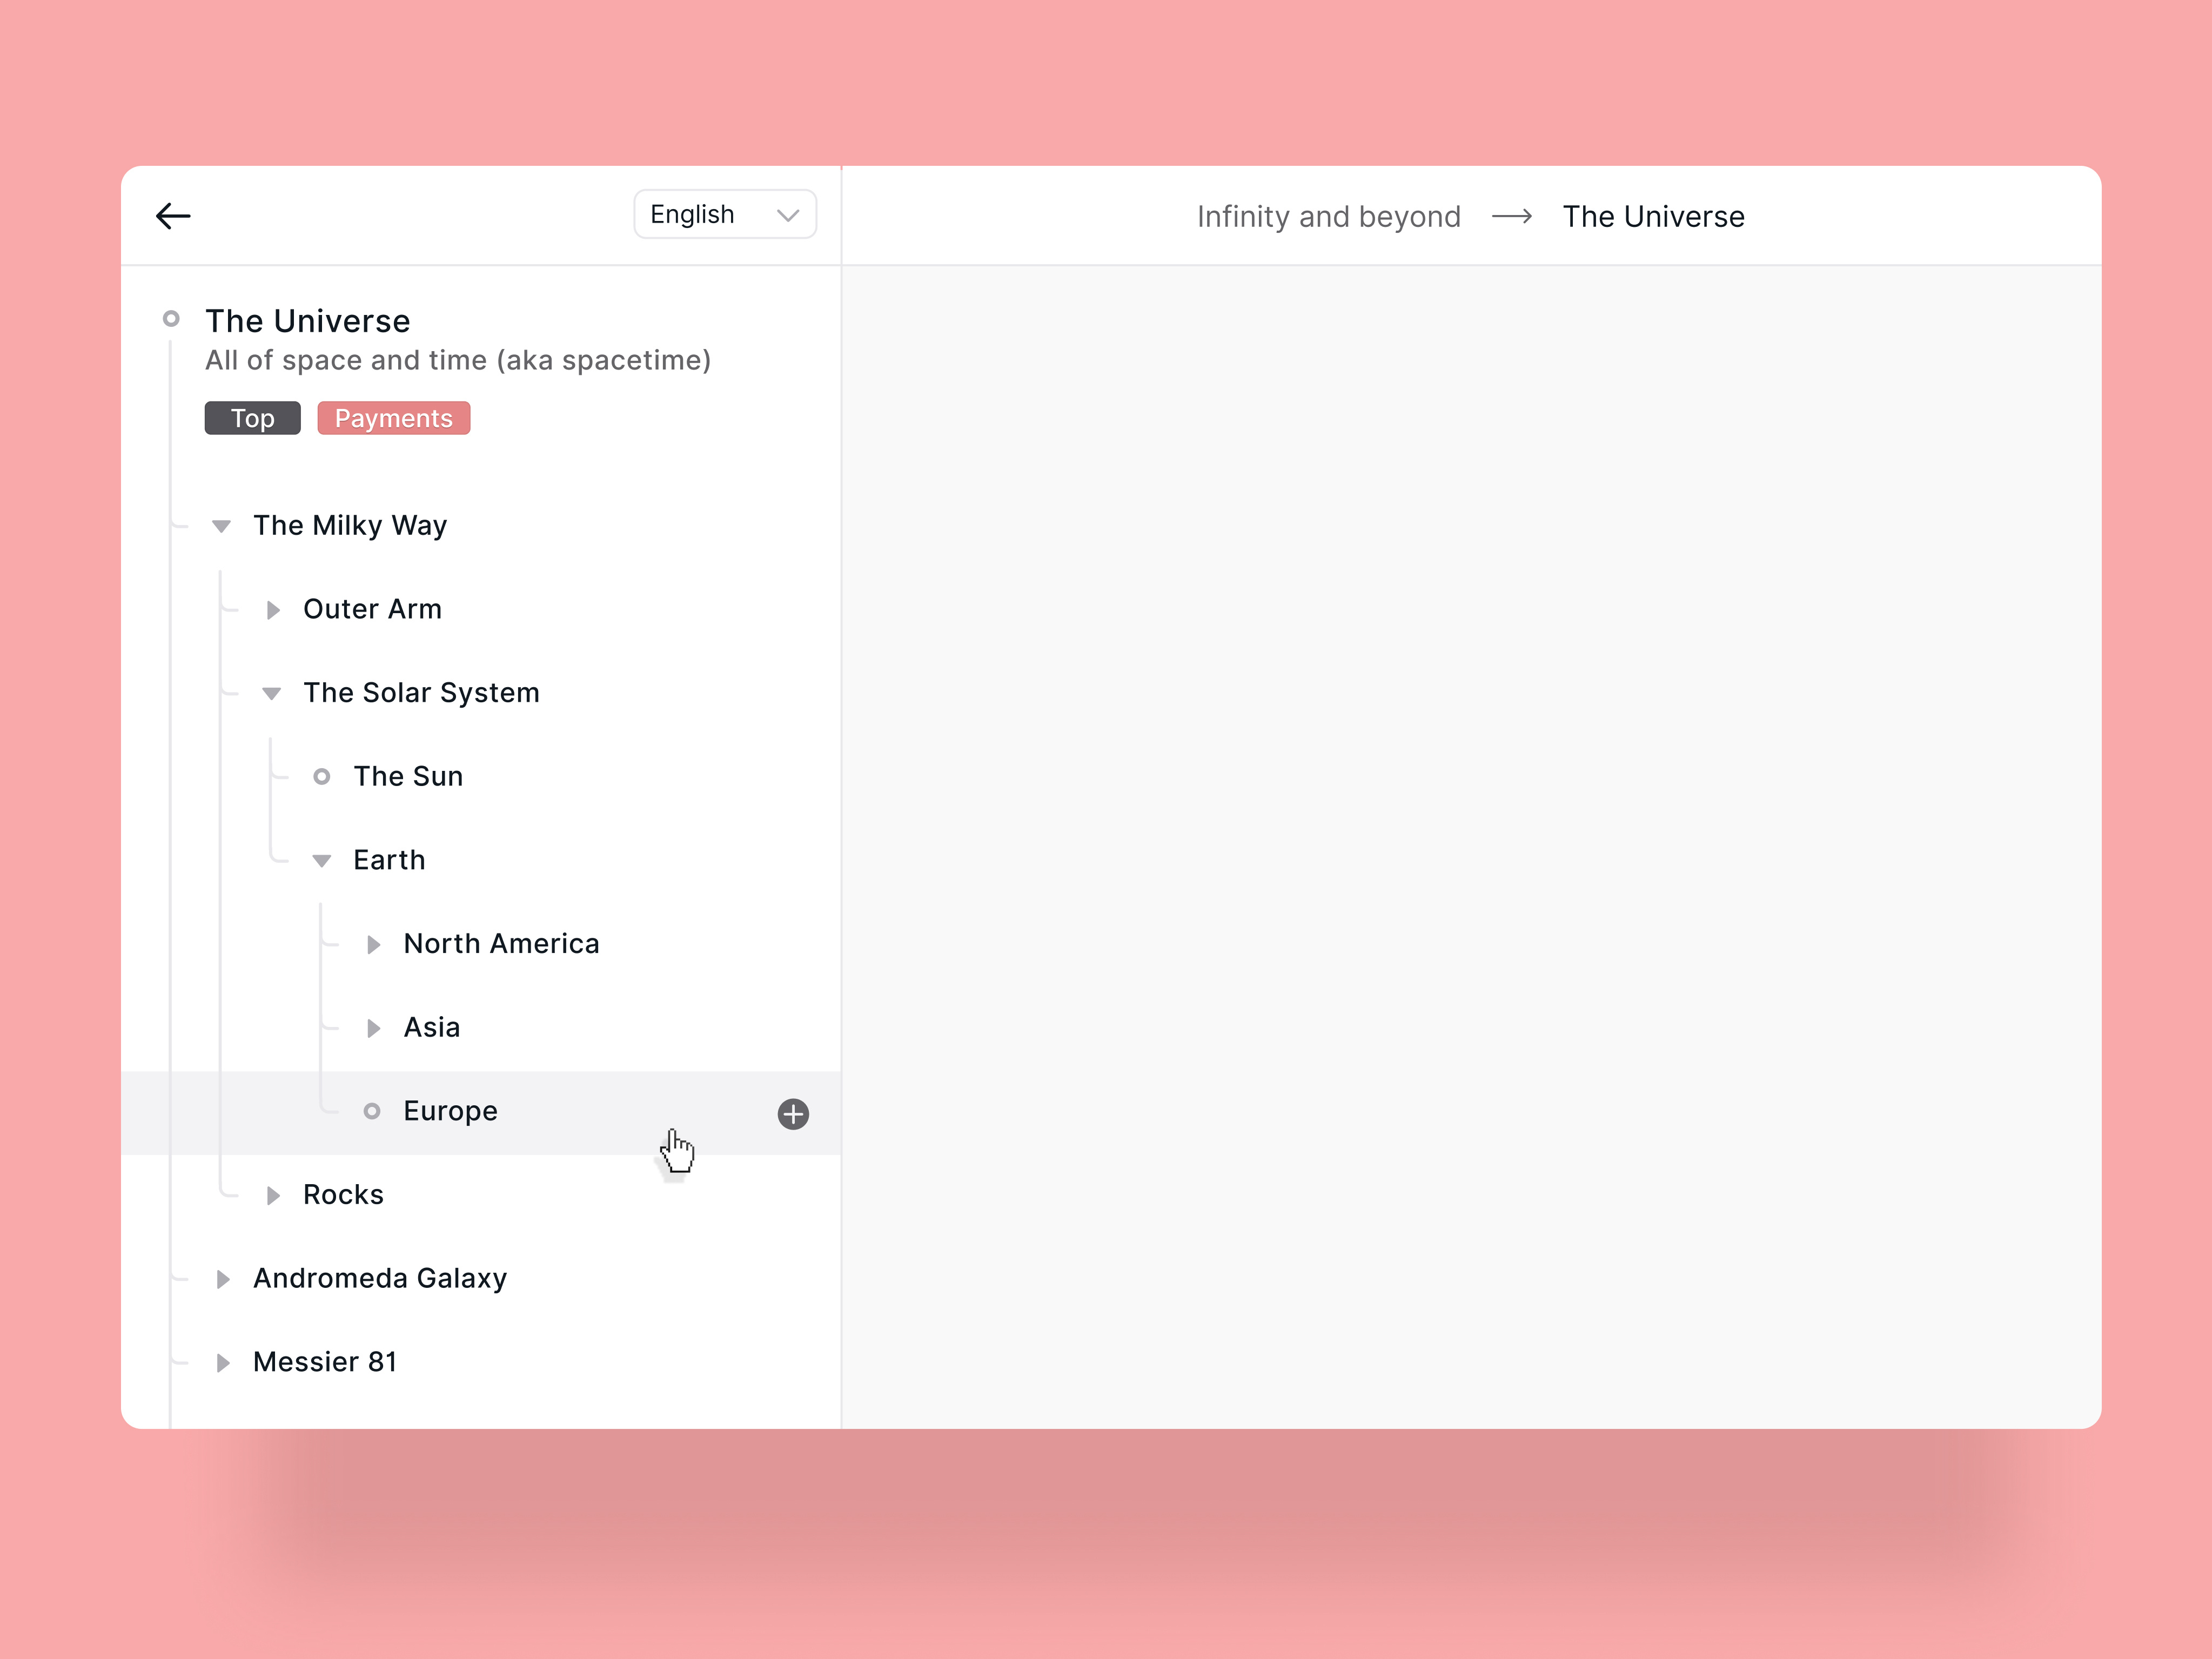 English
Infinity and beyond → The Universe
The Universe
All of space and time (aka spacetime)
Top Payments
The Milky Way
Outer Arm
The Solar System
The Sun
Earth
North America
Asia
Europe
Rocks
Andromeda Galaxy
Messier 81